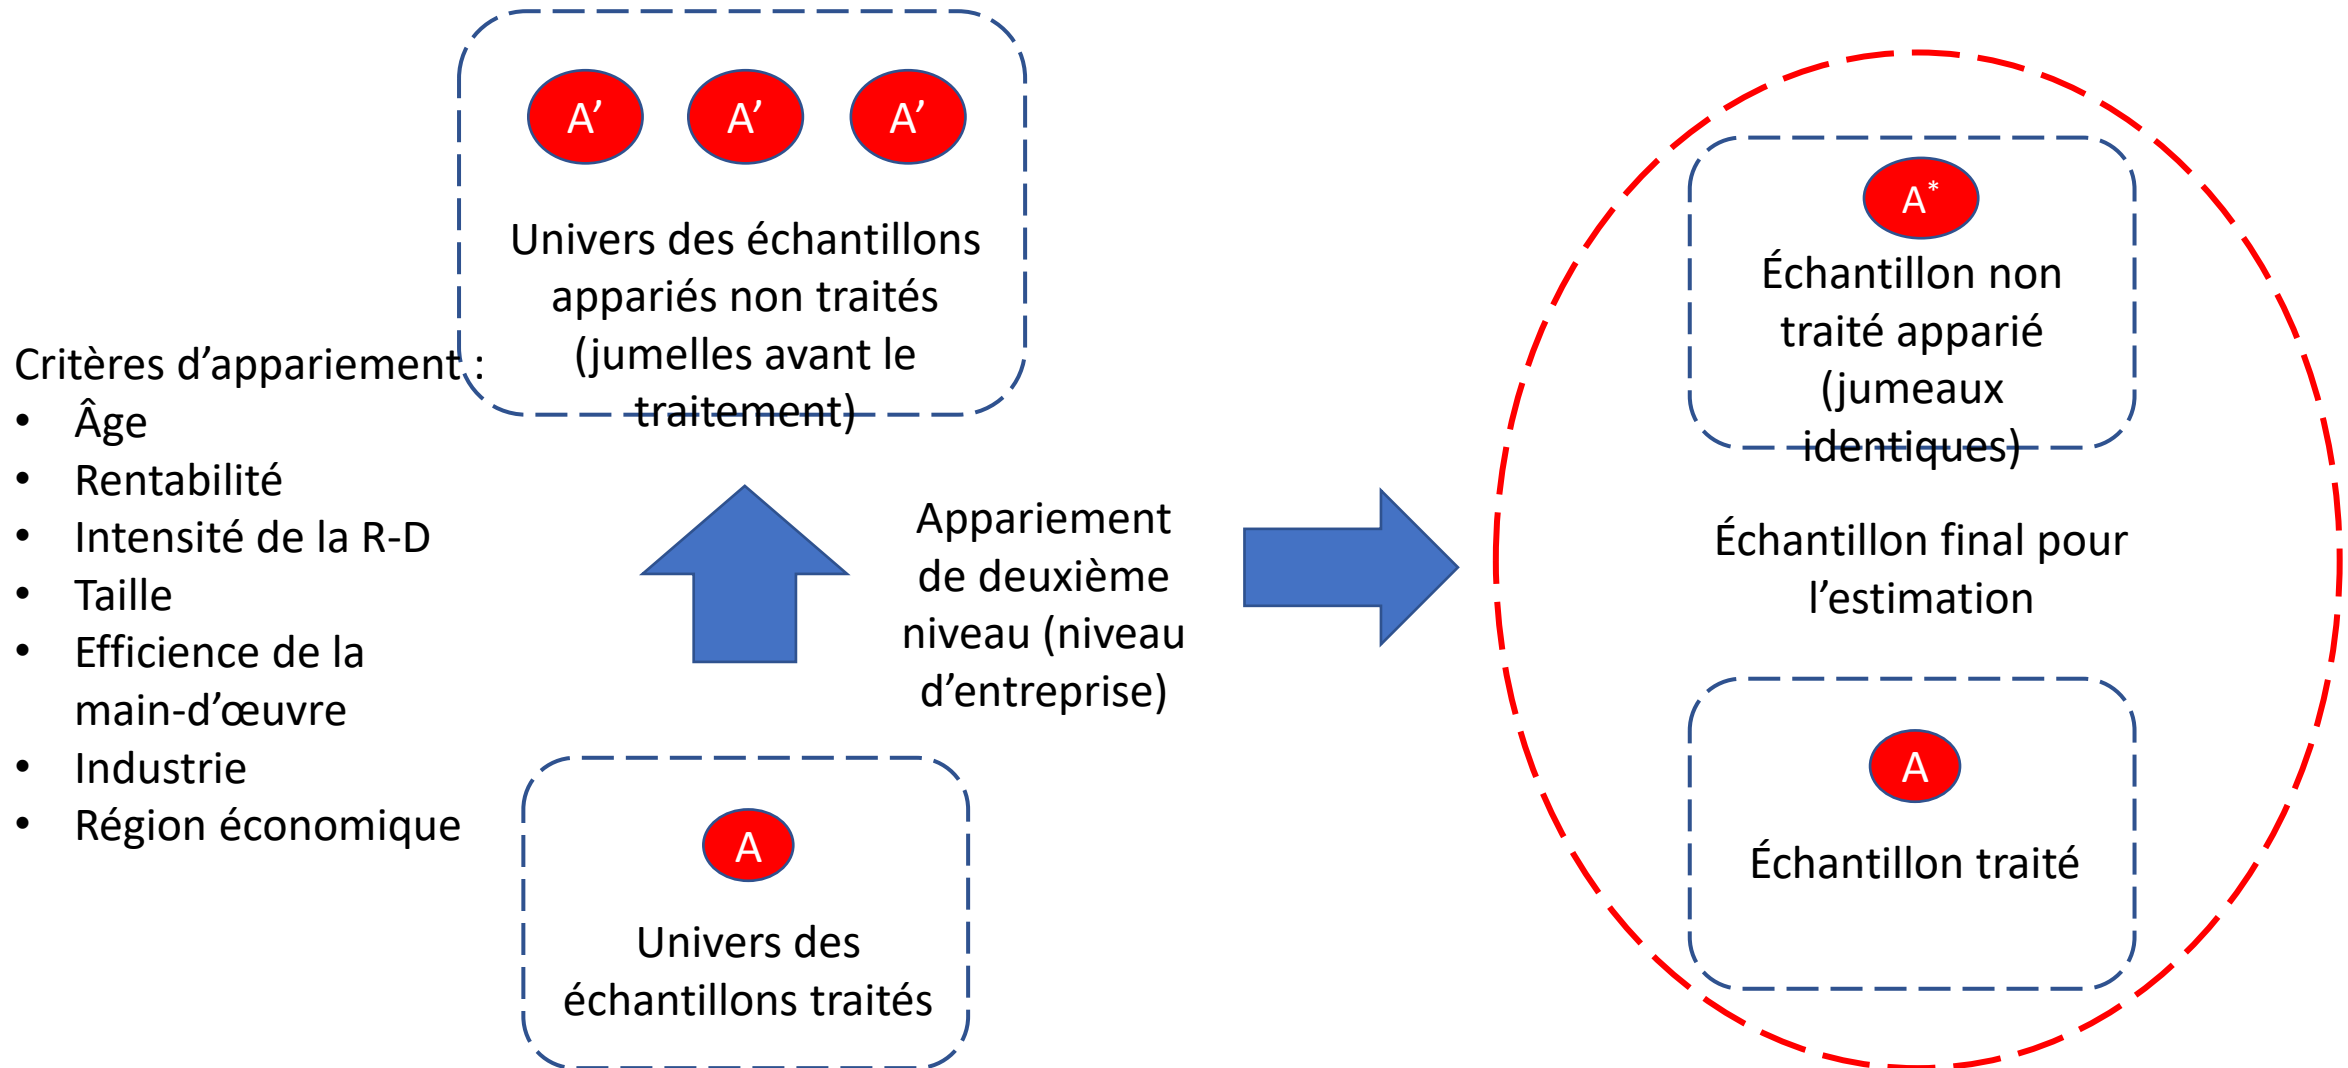 A’ A’ A’
Univers des échantillons
appariés non traités
(jumelles avant le
traitement)
Critères d’appariement :
• Âge
• Rentabilité
• Intensité de la R-D
• Taille
• Efficience de la
main-d’œuvre
• Industrie
• Région économique
Appariement
de deuxième
niveau (niveau
d’entreprise)
A
Univers des
échantillons traités
A*
Échantillon non
traité apparié
(jumeaux
identiques)
Échantillon final pour
l’estimation
A
Échantillon traité